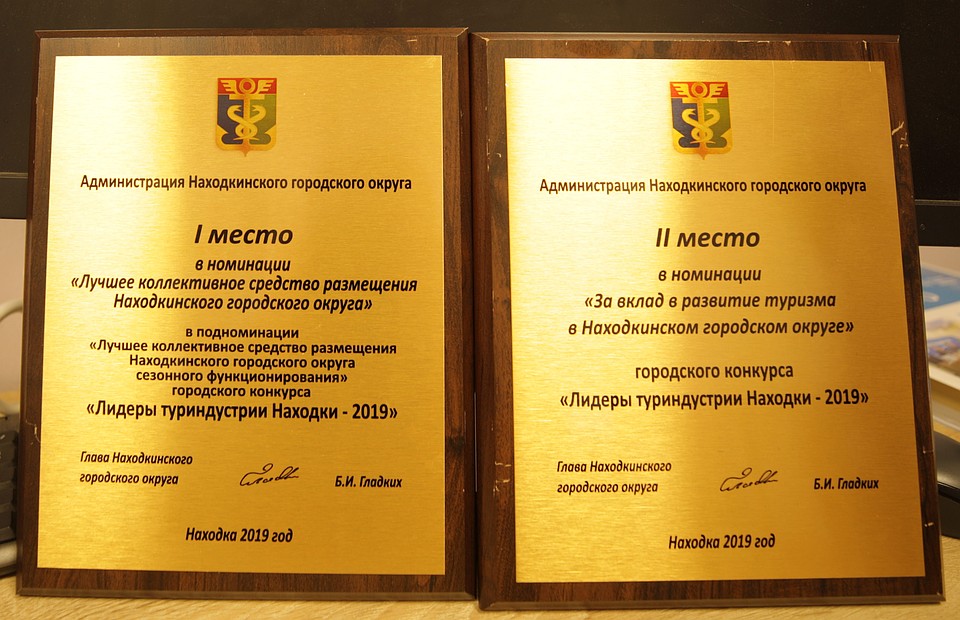 Администрация Находкинского городского округа
I место
в номинации
«Лучшее коллективное средство размещения
Находкинского городского округа»
в подноминации
«Лучшее коллективное средство размещения
Находкинского городского округа
сезонного функционирования»
городского конкурса
«Лидеры туриндустрии Находки - 2019»
Глава Находкинского
городского округа
Б.И. Гладких
Находка 2019 год
Администрация Находкинского городского округа
II место
в номинации
«За вклад в развитие туризма
в Находкинском городском округе»
городского конкурса
«Лидеры туриндустрии Находки - 2019»
Глава Находкинского
городского округа
Б.И. Гладких
Находка 2019 год